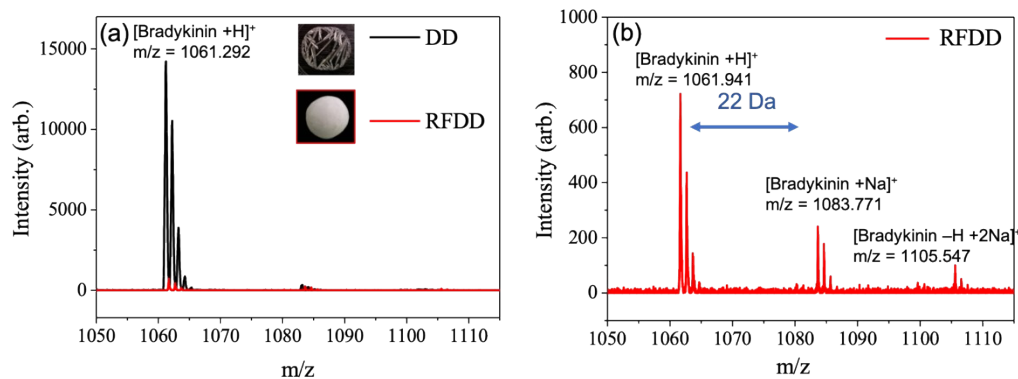 (a)
[Bradykinin +H]⁺
m/z = 1061.292
DD
RFDD
Intensity (arb.)
15000
10000
5000
0
1050
1060
1070
1080
1090
1100
1110
m/z
(b)
RFDD
[Bradykinin +H]⁺
m/z = 1061.941
22 Da
[Bradykinin +Na]⁺
m/z = 1083.771
[Bradykinin –H +2Na]⁺
m/z = 1105.547
Intensity (arb.)
1000
800
600
400
200
0
1050
1060
1070
1080
1090
1100
1110
m/z